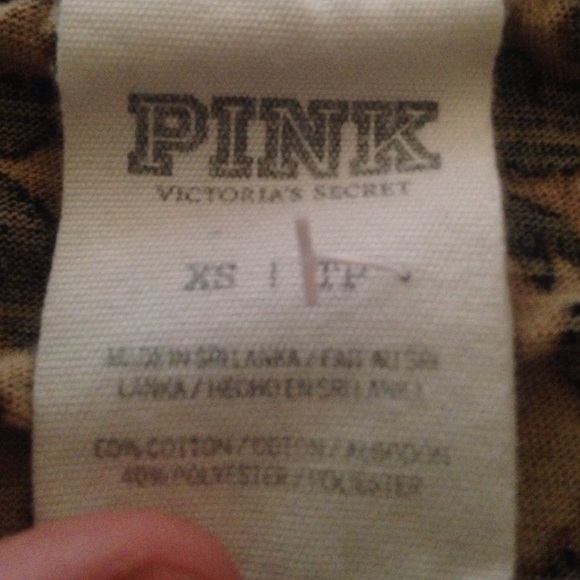 PINK
VICTORIA'S SECRET
XS | TP
MADE IN SRI LANKA / FAIT AU SRI
LANKA / HECHO EN SRI LANKA
60% COTTON / COTON / ALGODON
40% POLYESTER / POLIESTER